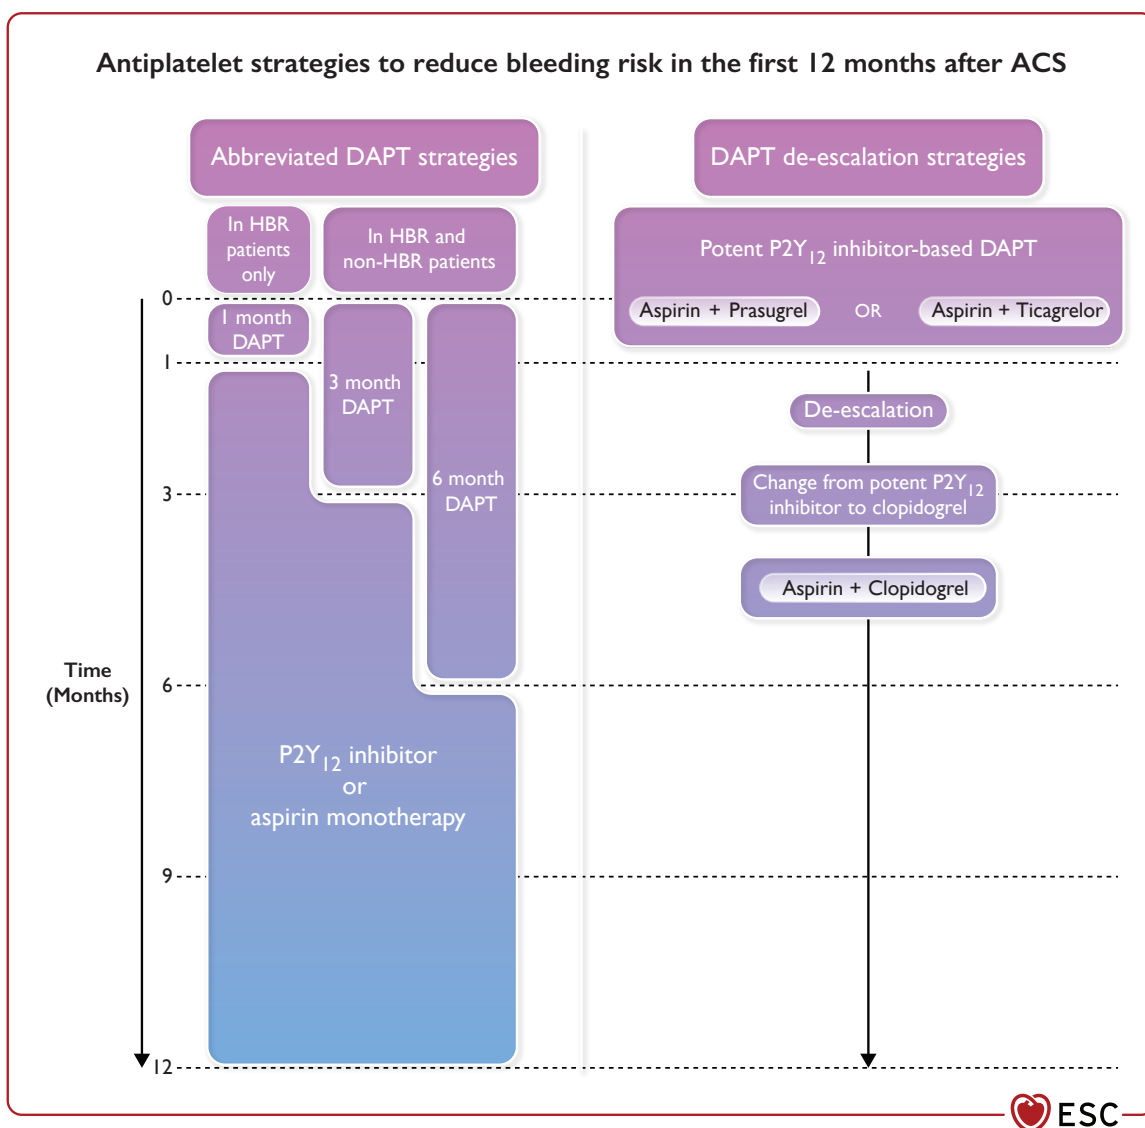 Antiplatelet strategies to reduce bleeding risk in the first 12 months after ACS
Abbreviated DAPT strategies
In HBR
patients
only
In HBR and
non-HBR patients
1 month
DAPT
3 month
DAPT
6 month
DAPT
P2Y12 inhibitor
or
aspirin monotherapy
Time
(Months)
0
1
3
6
9
12
DAPT de-escalation strategies
Potent P2Y12 inhibitor-based DAPT
Aspirin + Prasugrel
OR
Aspirin + Ticagrelor
De-escalation
Change from potent P2Y12
inhibitor to clopidogrel
Aspirin + Clopidogrel
ESC